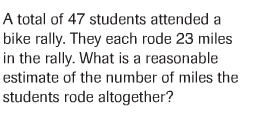 A total of 47 students attended a
bike rally. They each rode 23 miles
in the rally. What is a reasonable
estimate of the number of miles the
students rode altogether?